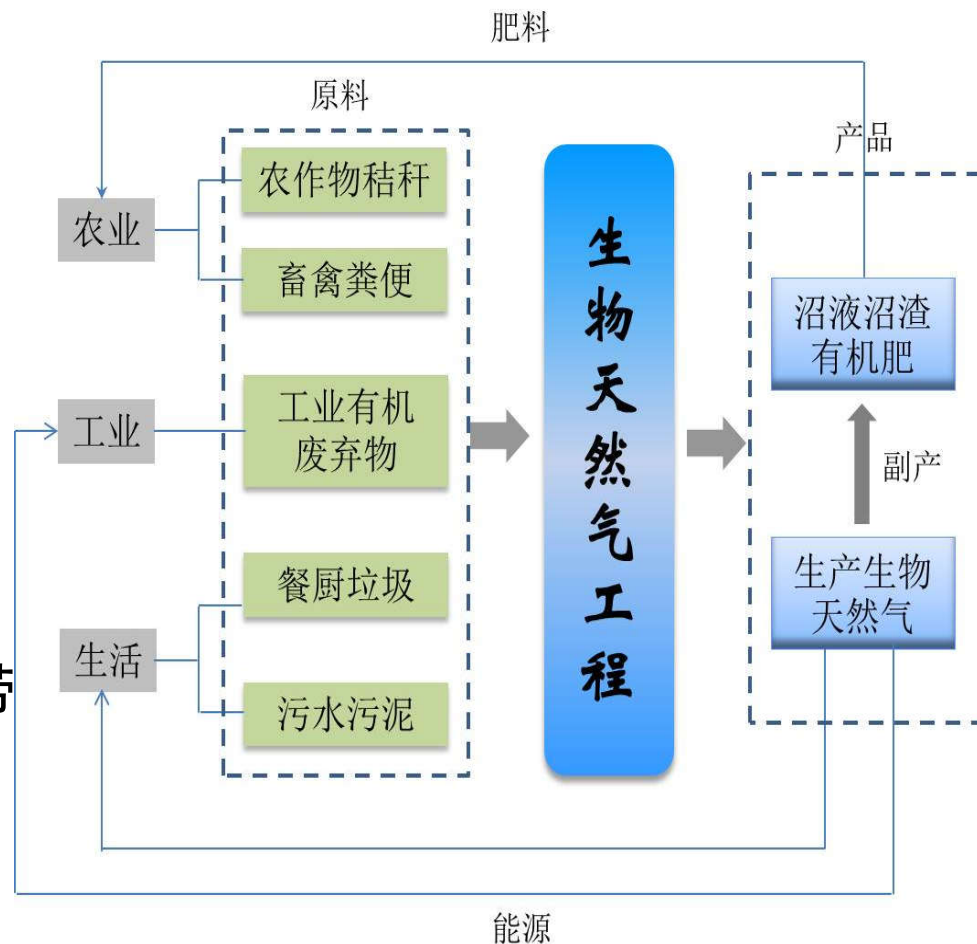 肥料
原料
产品
农作物秸秆
农业
畜禽粪便
工业
工业有机
废弃物
生活
餐厨垃圾
污水污泥
生物天然气工程
沼液沼渣
有机肥
副产
生产生物
天然气
能源